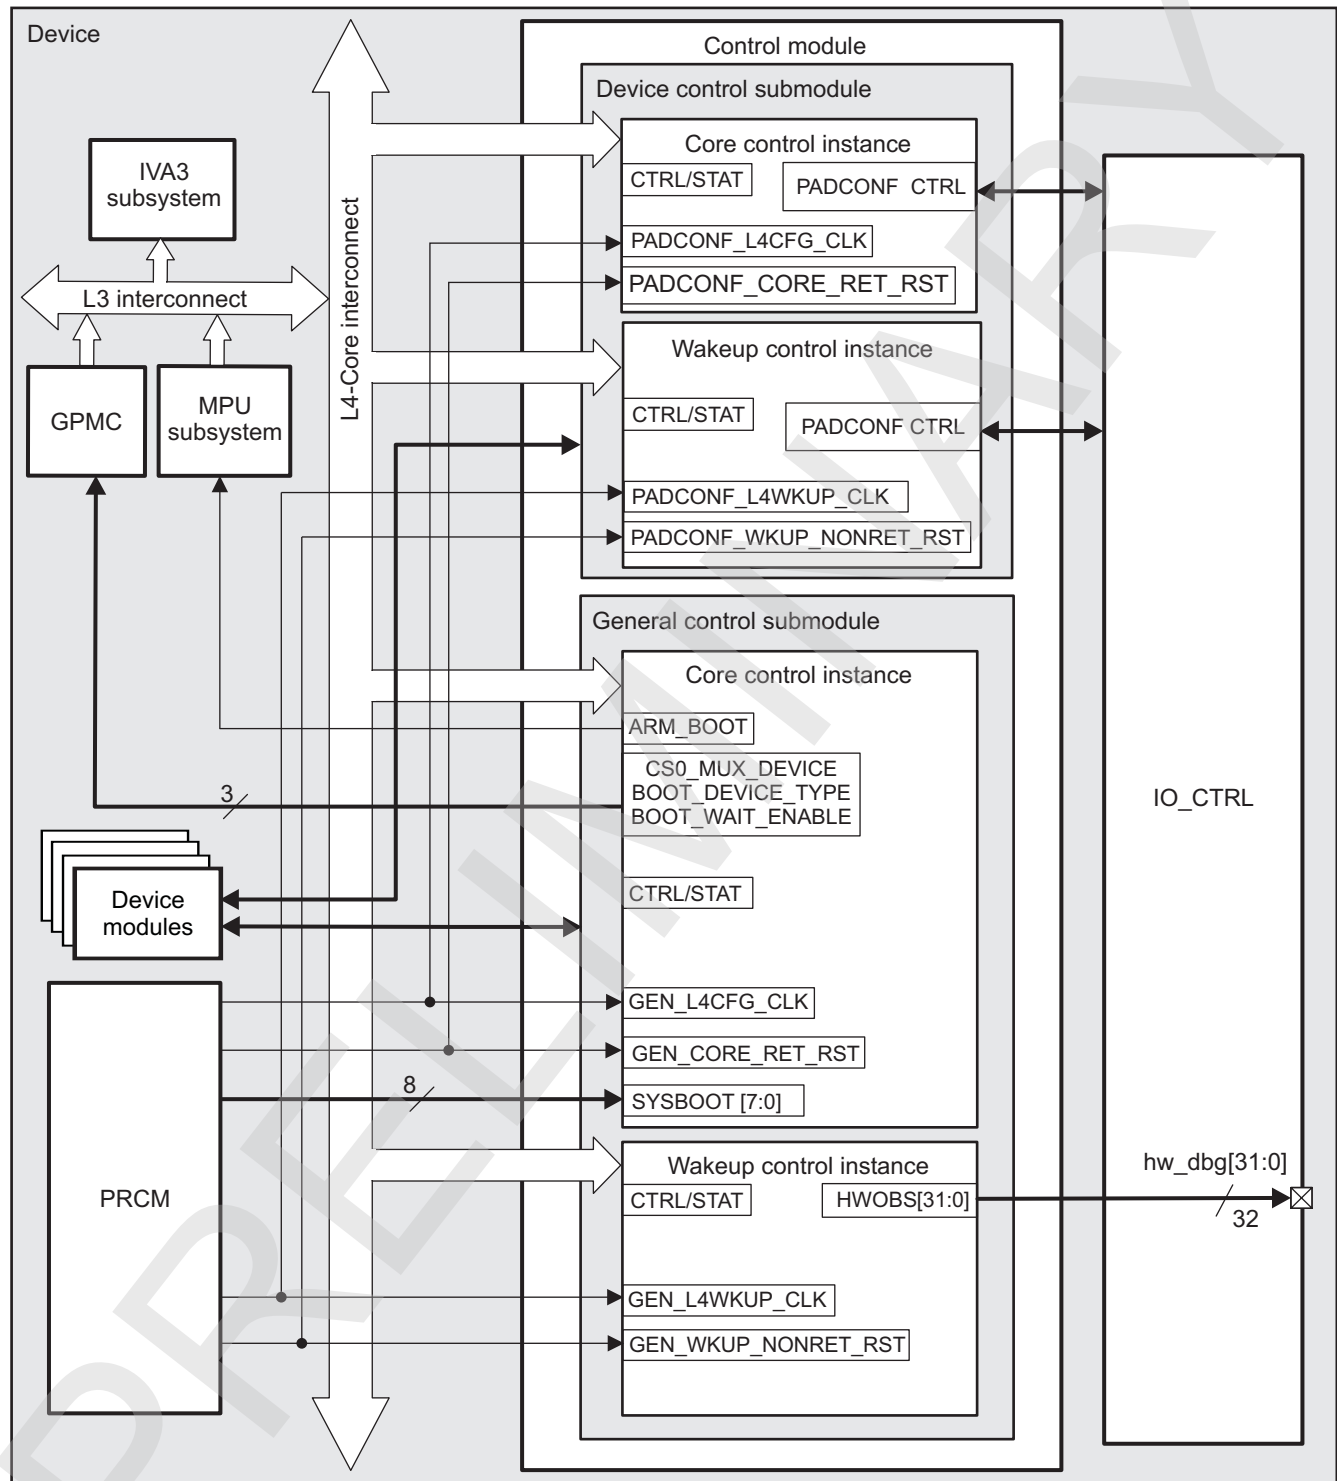 Device
Control module
Device control submodule
Core control instance
CTRL/STAT
PADCONF CTRL
PADCONF_L4CFG_CLK
PADCONF_CORE_RET_RST
IVA3
subsystem
L3 interconnect
L4-Core interconnect
GPMC
MPU
subsystem
Wakeup control instance
CTRL/STAT
PADCONF CTRL
PADCONF_L4WKUP_CLK
PADCONF_WKUP_NONRET_RST
General control submodule
Core control instance
ARM_BOOT
CS0_MUX_DEVICE
BOOT_DEVICE_TYPE
BOOT_WAIT_ENABLE
3
IO_CTRL
CTRL/STAT
Device
modules
GEN_L4CFG_CLK
GEN_CORE_RET_RST
8
SYSBOOT [7:0]
PRCM
Wakeup control instance
CTRL/STAT
HWOBS[31:0]
hw_dbg[31:0]
32
GEN_L4WKUP_CLK
GEN_WKUP_NONRET_RST
PRELIMINARY